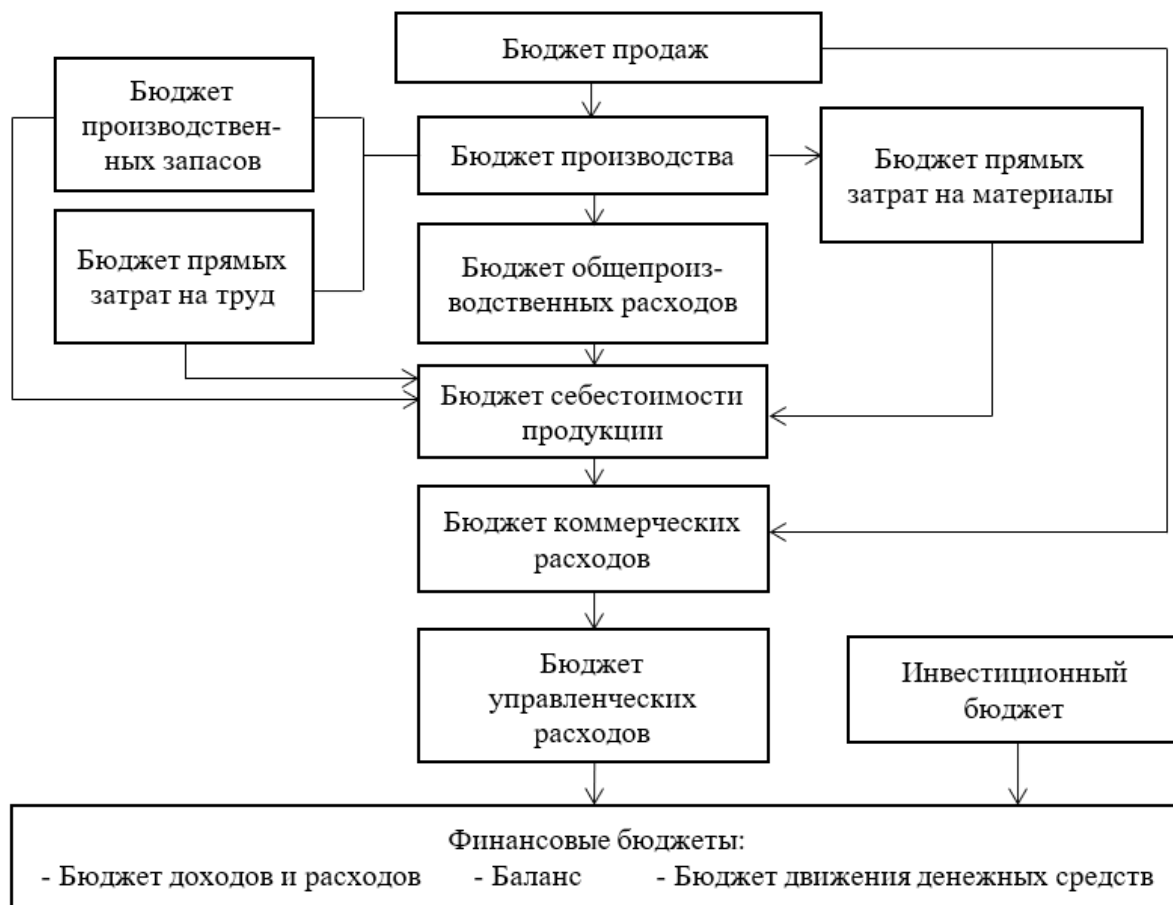 Бюджет продаж
Бюджет
производствен-
ных запасов
Бюджет производства
Бюджет прямых
затрат на материалы
Бюджет прямых
затрат на труд
Бюджет общепроиз-
водственных расходов
Бюджет себестоимости
продукции
Бюджет коммерческих
расходов
Бюджет
управленческих
расходов
Инвестиционный
бюджет
Финансовые бюджеты:
- Бюджет доходов и расходов - Баланс - Бюджет движения денежных средств